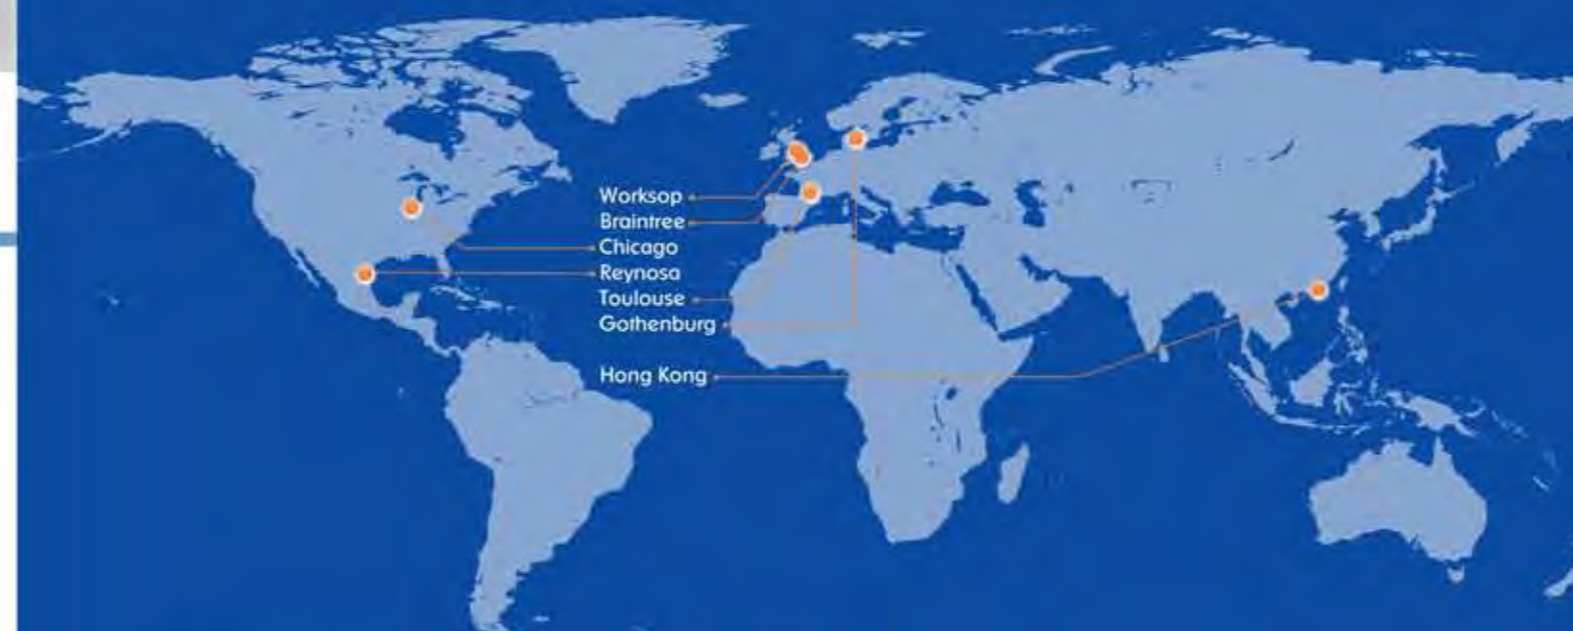 Worksop
Braintree
Chicago
Reynosa
Toulouse
Gothenburg
Hong Kong